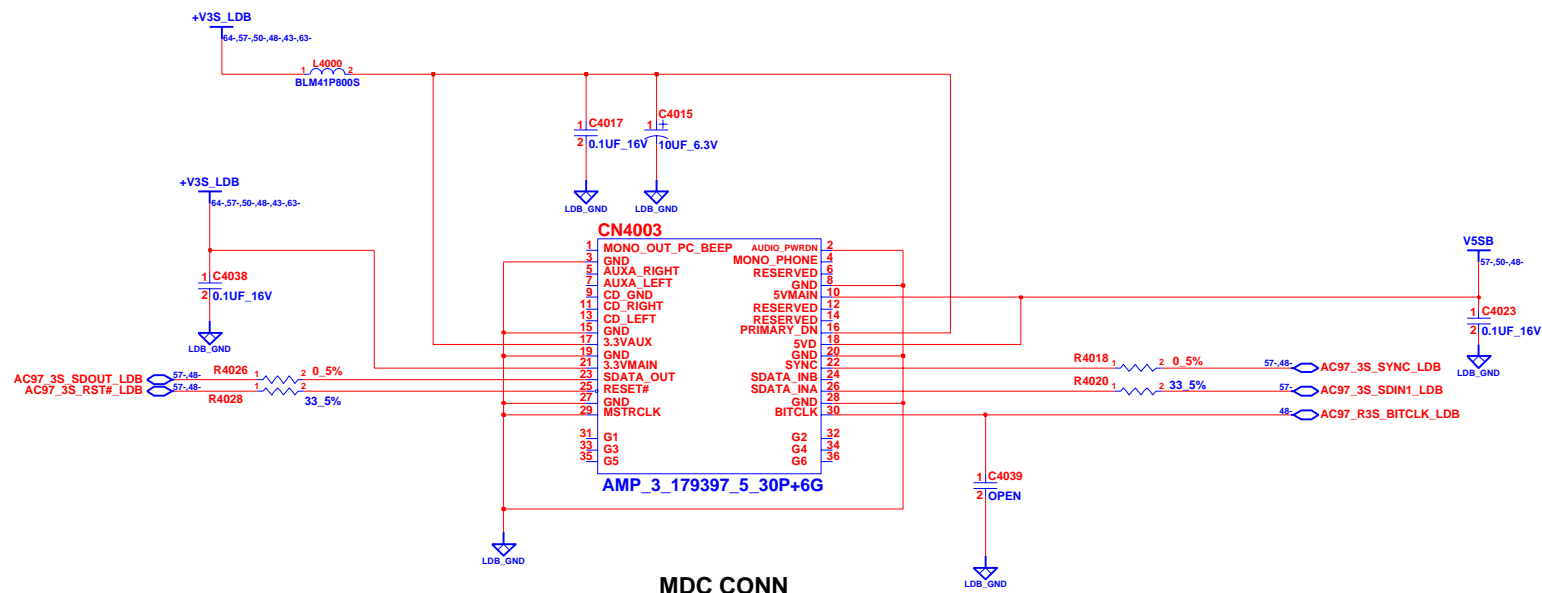 +V3S_LDB
64-,57-,50-,48-,43-,63-
L4000
1 2
BLM41P800S
1 C4017
2 0.1UF_16V
1 + C4015
10UF_6.3V
LDB_GND LDB_GND
+V3S_LDB
64-,57-,50-,48-,43-,63-
1 C4038
2 0.1UF_16V
LDB_GND
CN4003
1 MONO_OUT_PC_BEEP AUDIO_PWRDN 2
3 GND MONO_PHONE 4
5 AUXA_RIGHT RESERVED 6
7 AUXA_LEFT GND 8
9 CD_GND 5VMAIN 10
11 CD_RIGHT RESERVED 12
13 CD_LEFT RESERVED 14
15 GND PRIMARY_DN 16
17 3.3VAUX 5VD 18
19 GND GND 20
21 3.3VMAIN SYNC 22
23 SDATA_OUT SDATA_INB 24
25 RESET# SDATA_INA 26
27 GND GND 28
29 MSTRCLK BITCLK 30
31 G1 G2 32
33 G3 G4 34
35 G5 G6 36
AMP_3_179397_5_30P+6G
V5SB
57-,50-,48-
1 C4023
2 0.1UF_16V
LDB_GND
AC97_3S_SDOUT_LDB 57-,48- R4026 1 2 0_5%
AC97_3S_RST#_LDB 57-,48- R4028 1 2 33_5%
R4018 1 2 0_5% 57-,48- AC97_3S_SYNC_LDB
R4020 1 2 33_5% 57- AC97_3S_SDIN1_LDB
48- AC97_R3S_BITCLK_LDB
1 C4039
2 OPEN
LDB_GND
LDB_GND
MDC CONN